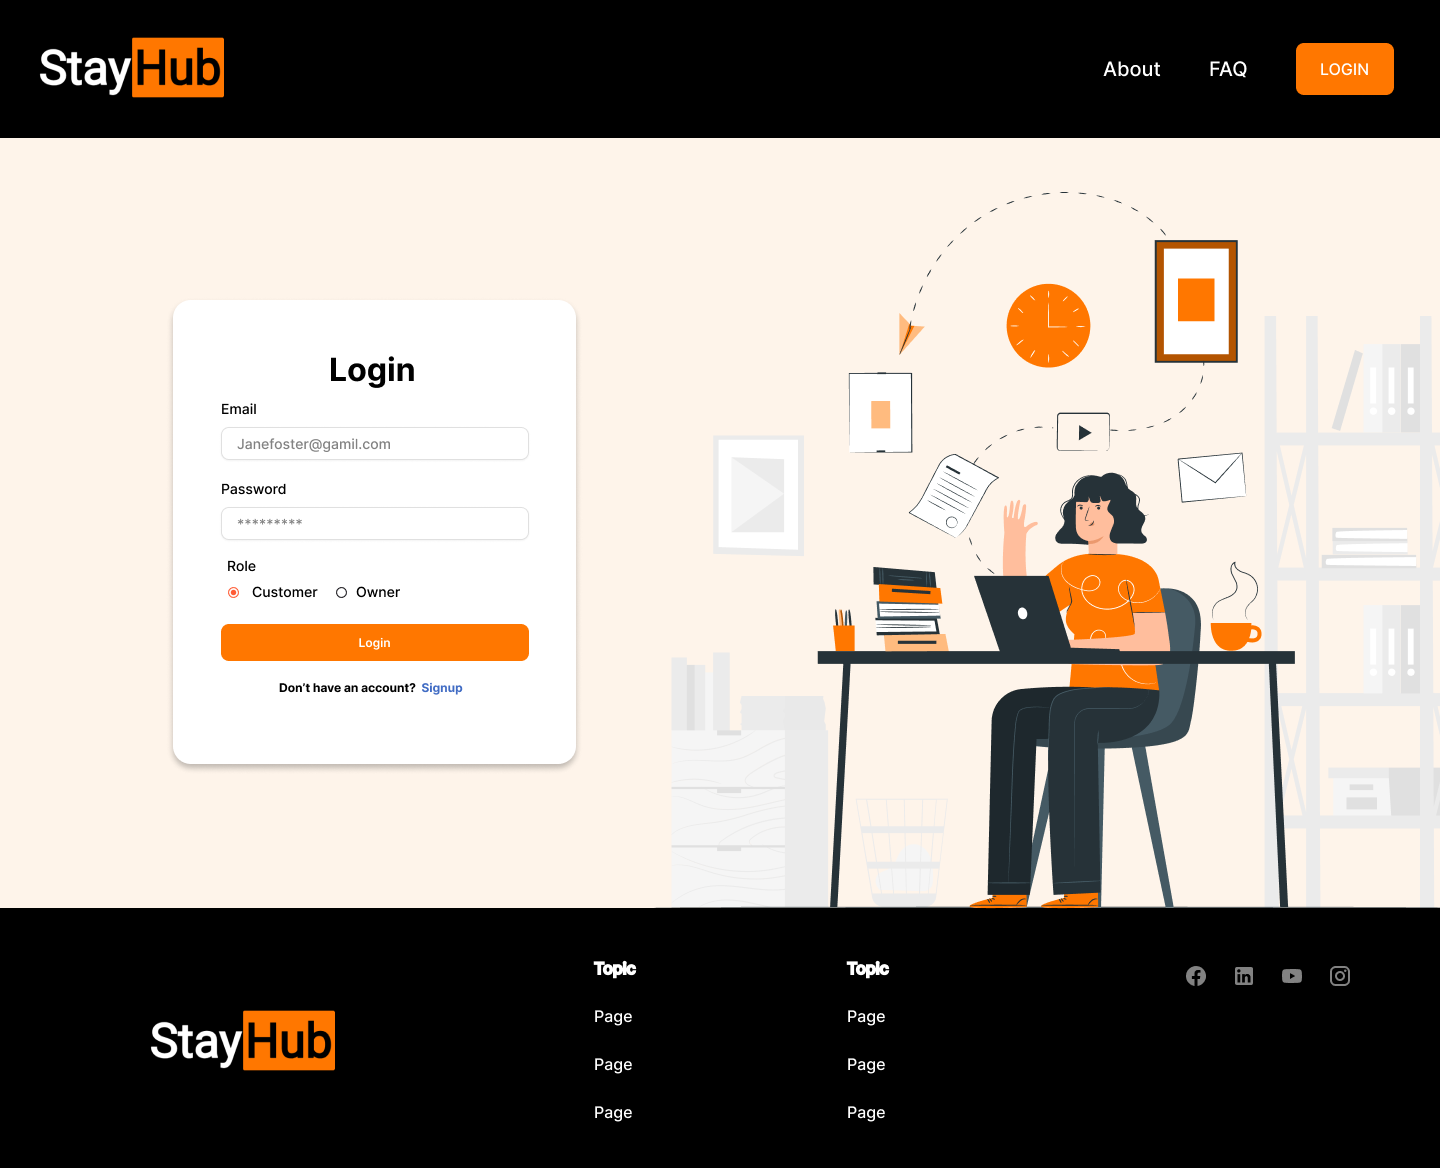 StayHub
About FAQ LOGIN
Login
Email
Janefoster@gamil.com
Password
*********
Role
Customer Owner
Login
Don't have an account? Signup
Topic Topic
Page Page
StayHub
Page Page
Page Page